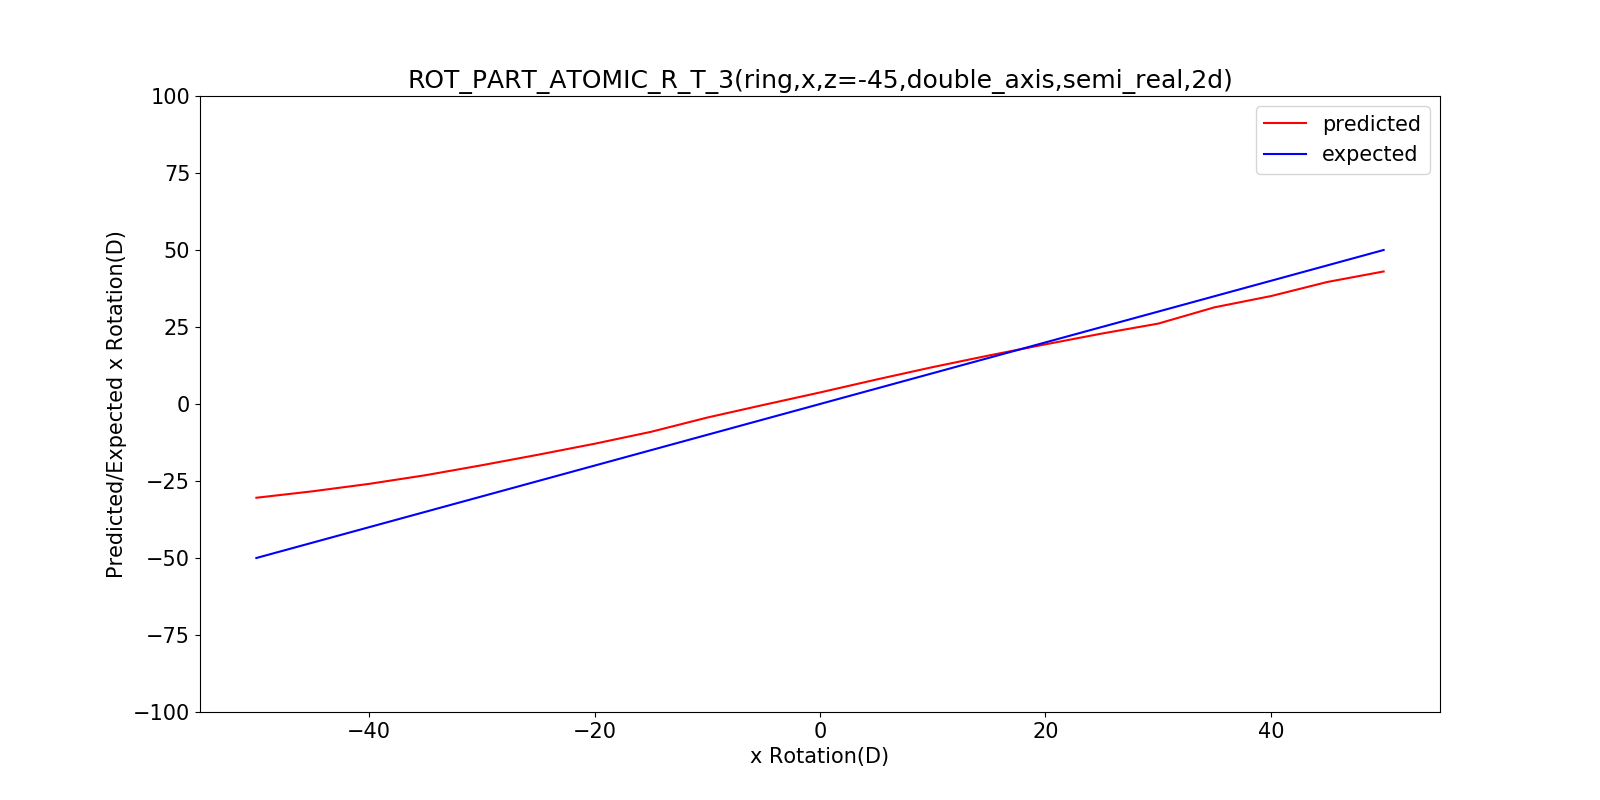 ROT_PART_ATOMIC_R_T_3(ring,x,z=-45,double_axis,semi_real,2d)
predicted
expected
100
75
50
25
0
−25
−50
−75
−100
Predicted/Expected x Rotation(D)
−40
−20
0
20
40
x Rotation(D)